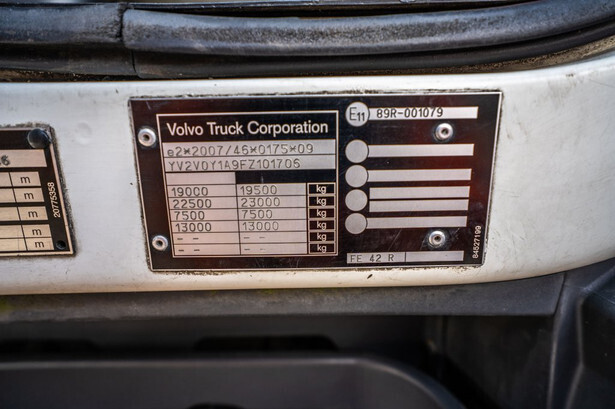 Volvo Truck Corporation
e2*2007/46*0175*09
YV2V0Y1A9FZ101706
19000 19500 kg
22500 23000 kg
7500 7500 kg
13000 13000 kg
- - - - kg
- - - - kg
E11 89R-001079
FE 42 R
84527199
m
m
m
m
20775358